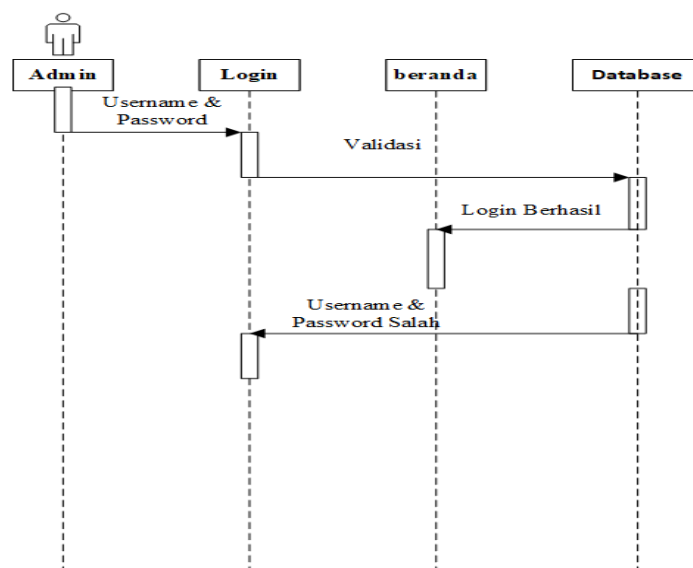 Admin
Login
beranda
Database
Username &
Password
Validasi
Login Berhasil
Username &
Password Salah